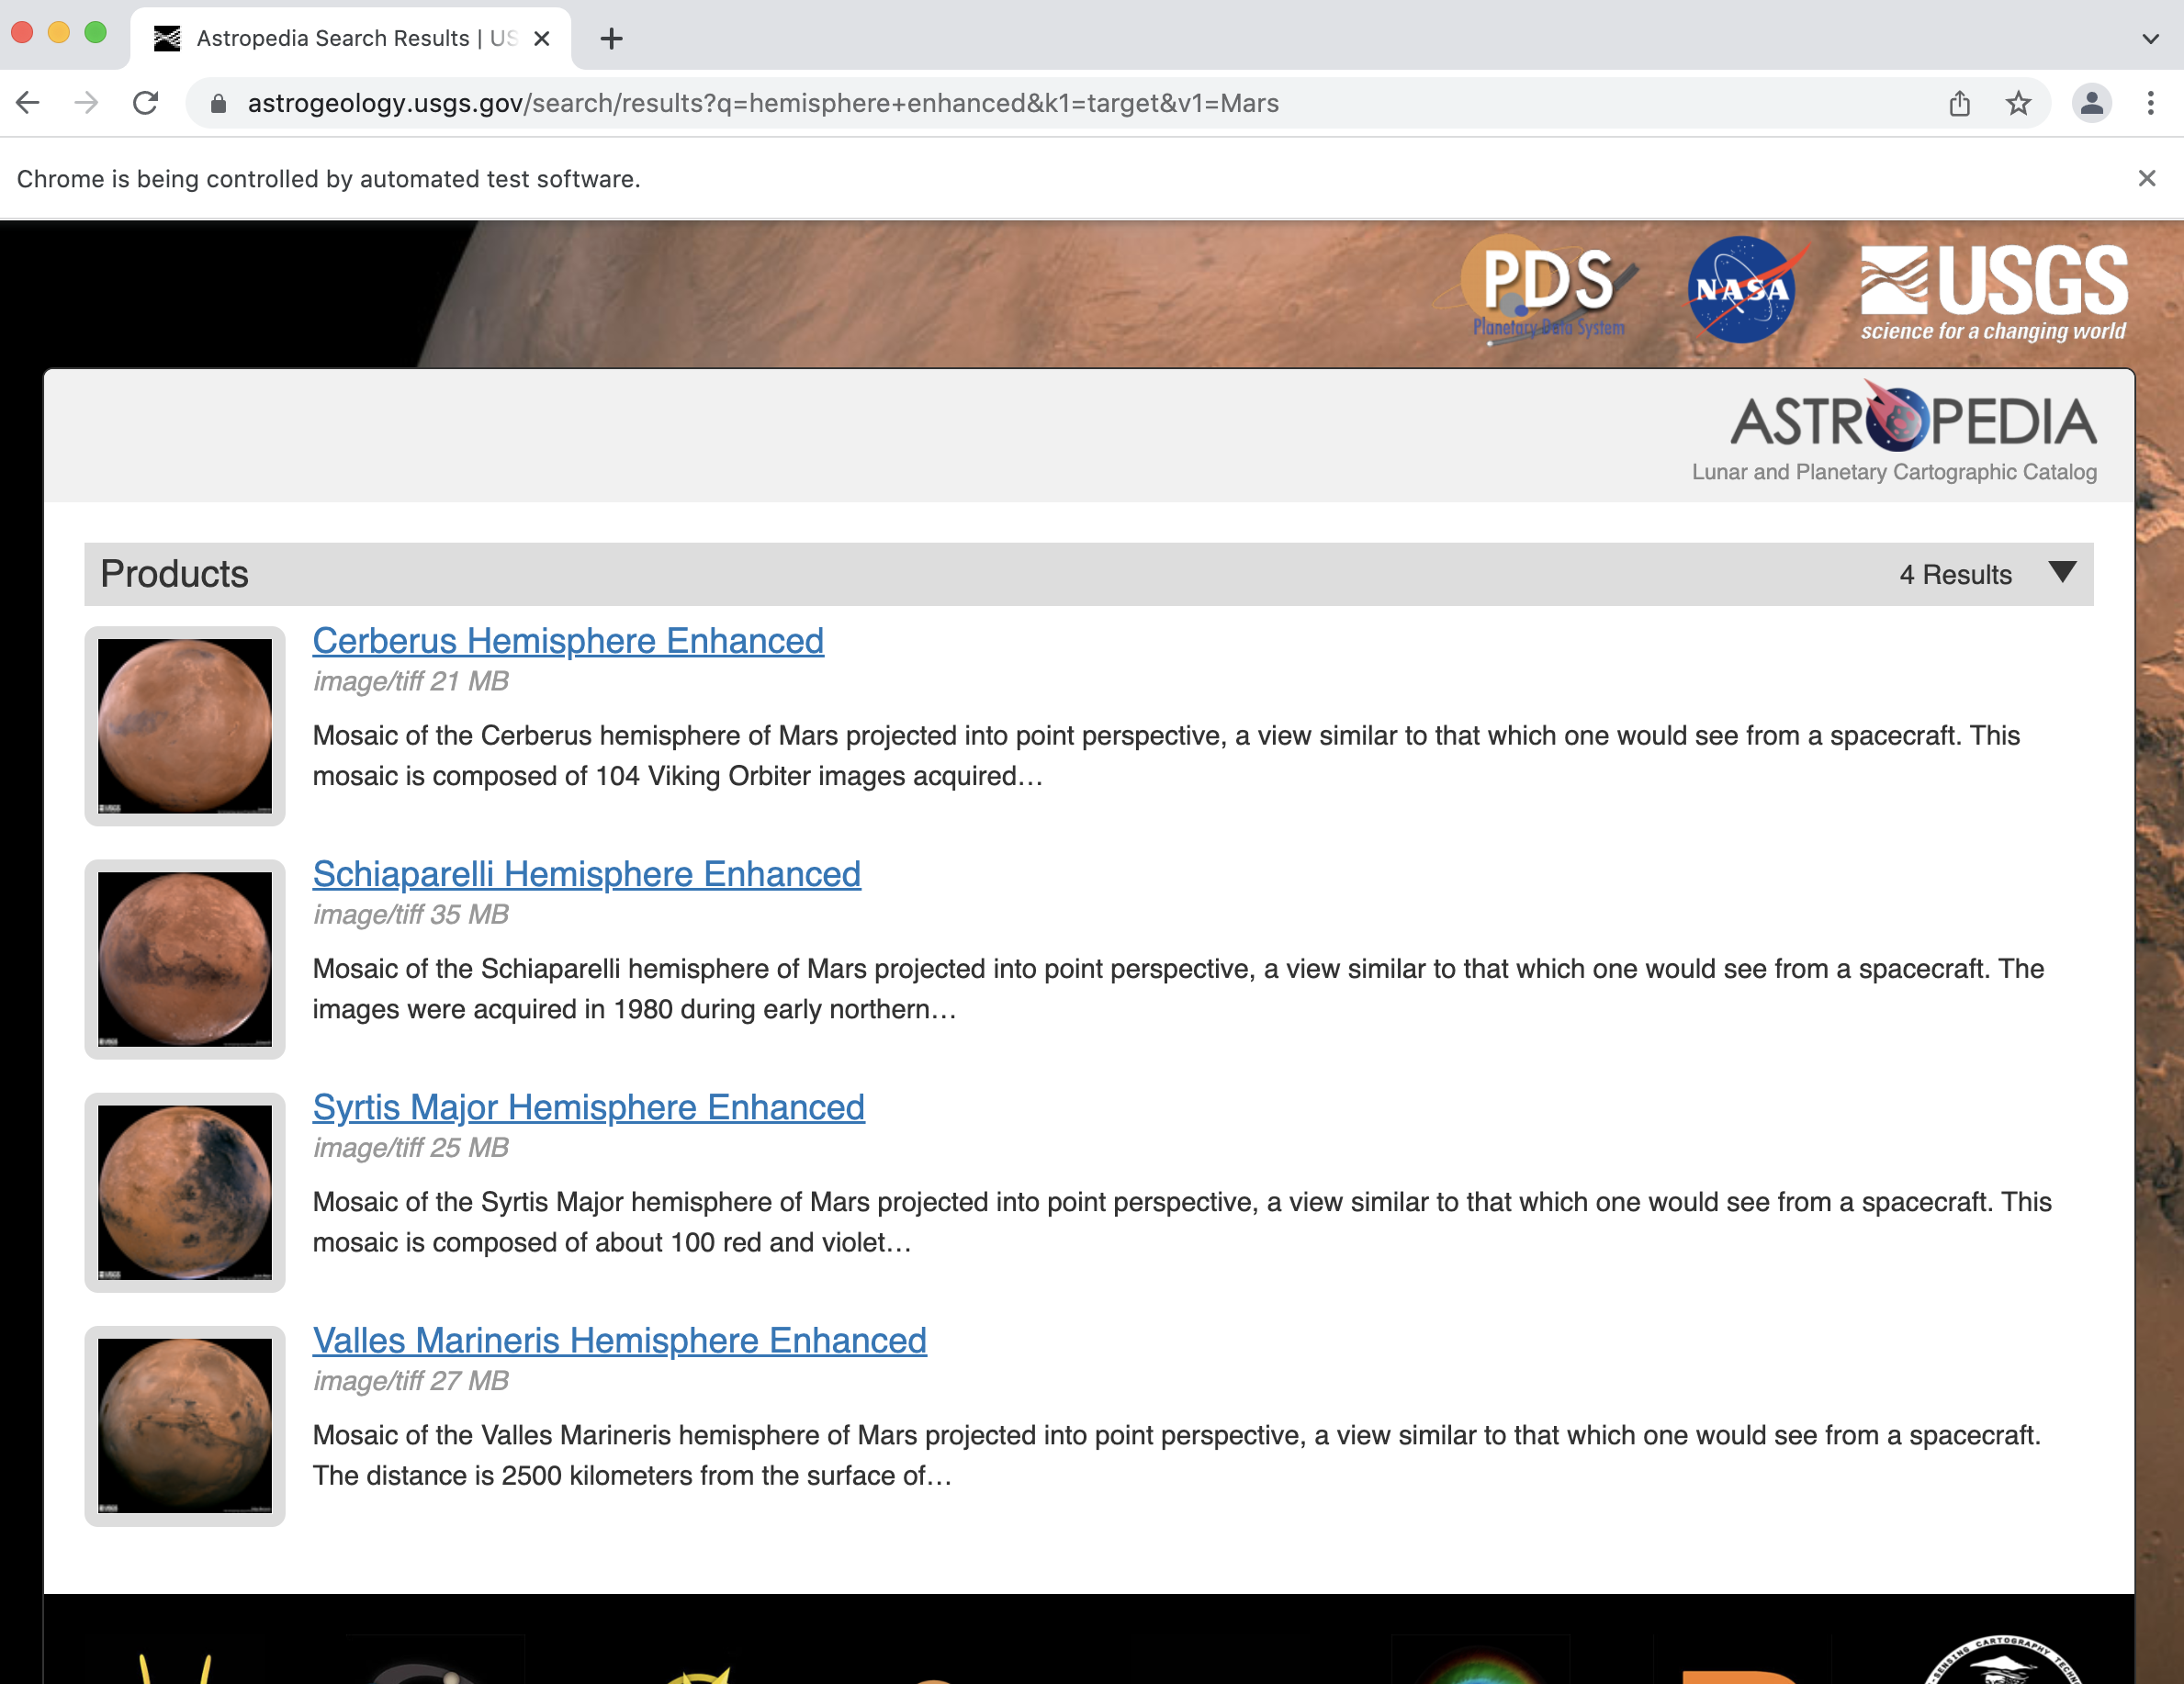 Astropedia Search Results | US
astrogeology.usgs.gov/search/results?q=hemisphere+enhanced&k1=target&v1=Mars
Chrome is being controlled by automated test software.
PDS
Planetary Data System
NASA
USGS
science for a changing world
ASTROPEDIA
Lunar and Planetary Cartographic Catalog
Products
4 Results
Cerberus Hemisphere Enhanced
image/tiff 21 MB
Mosaic of the Cerberus hemisphere of Mars projected into point perspective, a view similar to that which one would see from a spacecraft. This
mosaic is composed of 104 Viking Orbiter images acquired…
Schiaparelli Hemisphere Enhanced
image/tiff 35 MB
Mosaic of the Schiaparelli hemisphere of Mars projected into point perspective, a view similar to that which one would see from a spacecraft. The
images were acquired in 1980 during early northern…
Syrtis Major Hemisphere Enhanced
image/tiff 25 MB
Mosaic of the Syrtis Major hemisphere of Mars projected into point perspective, a view similar to that which one would see from a spacecraft. This
mosaic is composed of about 100 red and violet…
Valles Marineris Hemisphere Enhanced
image/tiff 27 MB
Mosaic of the Valles Marineris hemisphere of Mars projected into point perspective, a view similar to that which one would see from a spacecraft.
The distance is 2500 kilometers from the surface of…
SENSING CARTOGRAPHY